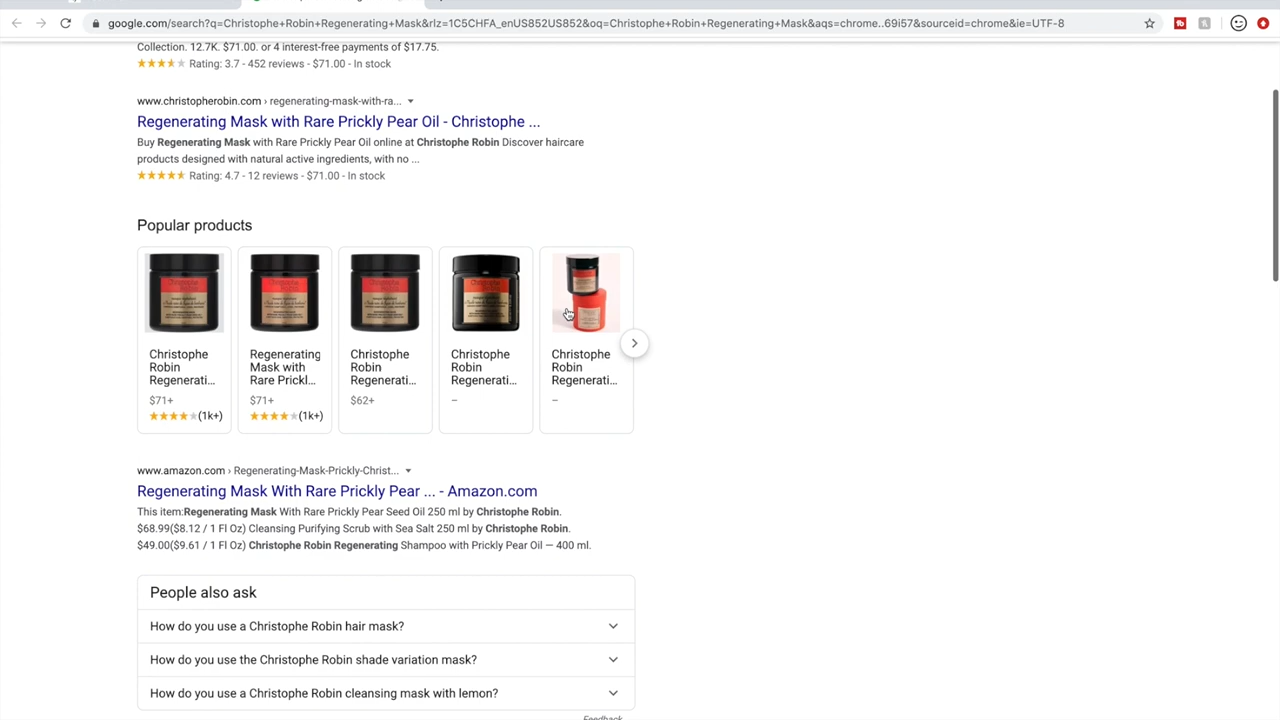 google.com/search?q=Christophe+Robin+Regenerating+Mask&rlz=1C5CHFA_enUS852US852&oq=Christophe+Robin+Regenerating+Mask&aqs=chrome..69i57&sourceid=chrome&ie=UTF-8
Collection. 12.7K. $71.00. or 4 interest-free payments of $17.75.
Rating: 3.7 - 452 reviews - $71.00 - In stock
www.christopherobin.com › regenerating-mask-with-ra...
Regenerating Mask with Rare Prickly Pear Oil - Christophe ...
Buy Regenerating Mask with Rare Prickly Pear Oil online at Christophe Robin Discover haircare
products designed with natural active ingredients, with no ...
Rating: 4.7 - 12 reviews - $71.00 - In stock
Popular products
Christophe
Robin
Regenerati...
$71+
(1k+)
Regenerating
Mask with
Rare Prickl...
$71+
(1k+)
Christophe
Robin
Regenerati...
$62+
Christophe
Robin
Regenerati...
–
Christophe
Robin
Regenerati...
–
www.amazon.com › Regenerating-Mask-Prickly-Christ...
Regenerating Mask With Rare Prickly Pear ... - Amazon.com
This item:Regenerating Mask With Rare Prickly Pear Seed Oil 250 ml by Christophe Robin.
$68.99($8.12 / 1 Fl Oz) Cleansing Purifying Scrub with Sea Salt 250 ml by Christophe Robin.
$49.00($9.61 / 1 Fl Oz) Christophe Robin Regenerating Shampoo with Prickly Pear Oil — 400 ml.
People also ask
How do you use a Christophe Robin hair mask?
How do you use the Christophe Robin shade variation mask?
How do you use a Christophe Robin cleansing mask with lemon?
Feedback